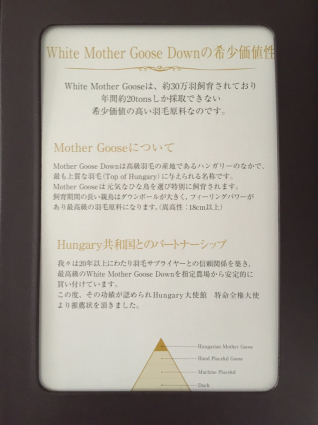 White Mother Goose Downの希少価値性
White Mother Gooseは、約30万羽飼育されており
年間約20tonsしか採取できない
希少価値の高い羽毛原料なのです。
Mother Gooseについて
Mother Goose Downは高級羽毛の産地であるハンガリーのなかで、
最も上質な羽毛(Top of Hungary)に与えられる名称です。
Mother Gooseは元気なひな鳥を選び特別に飼育されます。
飼育期間の長い親鳥はダウンボールが大きく、フィーリングパワーが
あり最高級の羽毛原料になります。(嵩高性:18cm以上)
Hungary共和国とのパートナーシップ
我々は20年以上にわたり羽毛サプライヤーとの信頼関係を築き、
最高級のWhite Mother Goose Downを指定農場から安定的に
買い付けています。
この度、その功績が認められHungary大使館 特命全権大使
より推薦状を頂きました。
Hungarian Mother Goose
Hand Plucked Goose
Machine Plucked
Duck